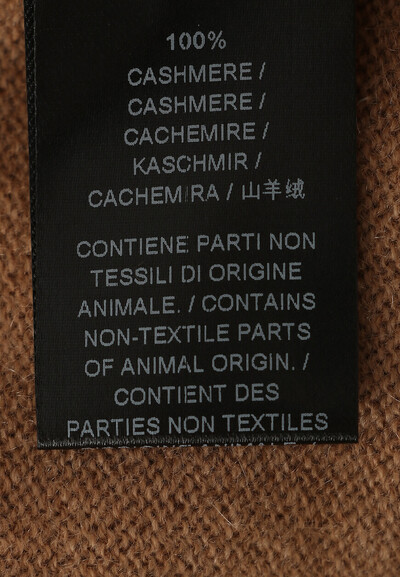 100%
CASHMERE /
CASHMERE /
CACHEMIRE /
KASCHMIR /
CACHEMIRA / 山羊绒
CONTIENE PARTI NON
TESSILI DI ORIGINE
ANIMALE. / CONTAINS
NON-TEXTILE PARTS
OF ANIMAL ORIGIN. /
CONTIENT DES
PARTIES NON TEXTILES